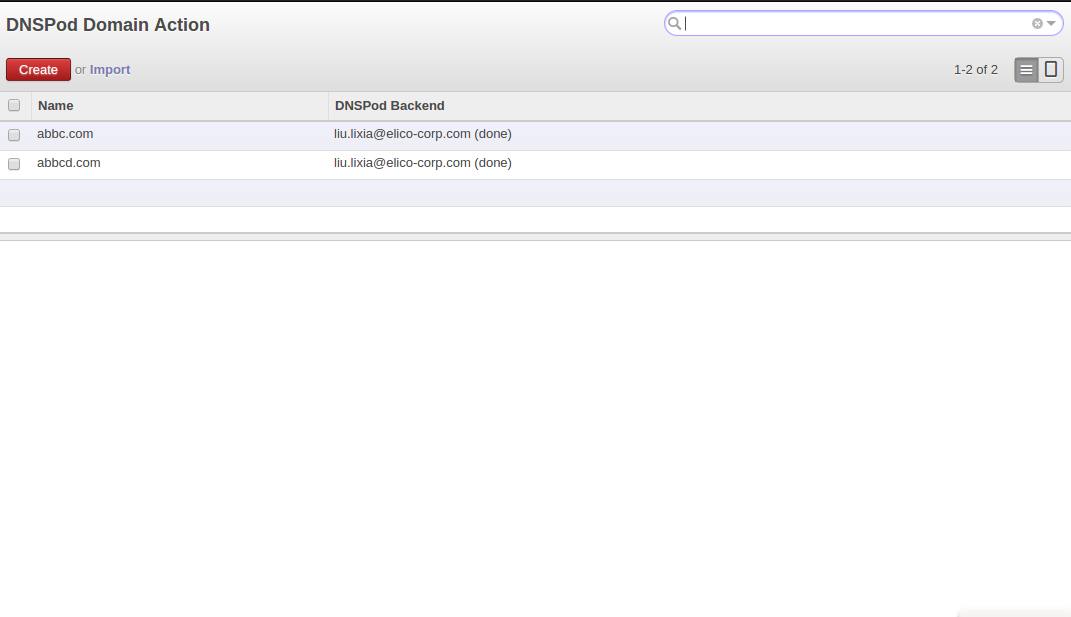 DNSPod Domain Action
Create or Import
1-2 of 2
Name DNSPod Backend
abbc.com liu.lixia@elico-corp.com (done)
abbcd.com liu.lixia@elico-corp.com (done)